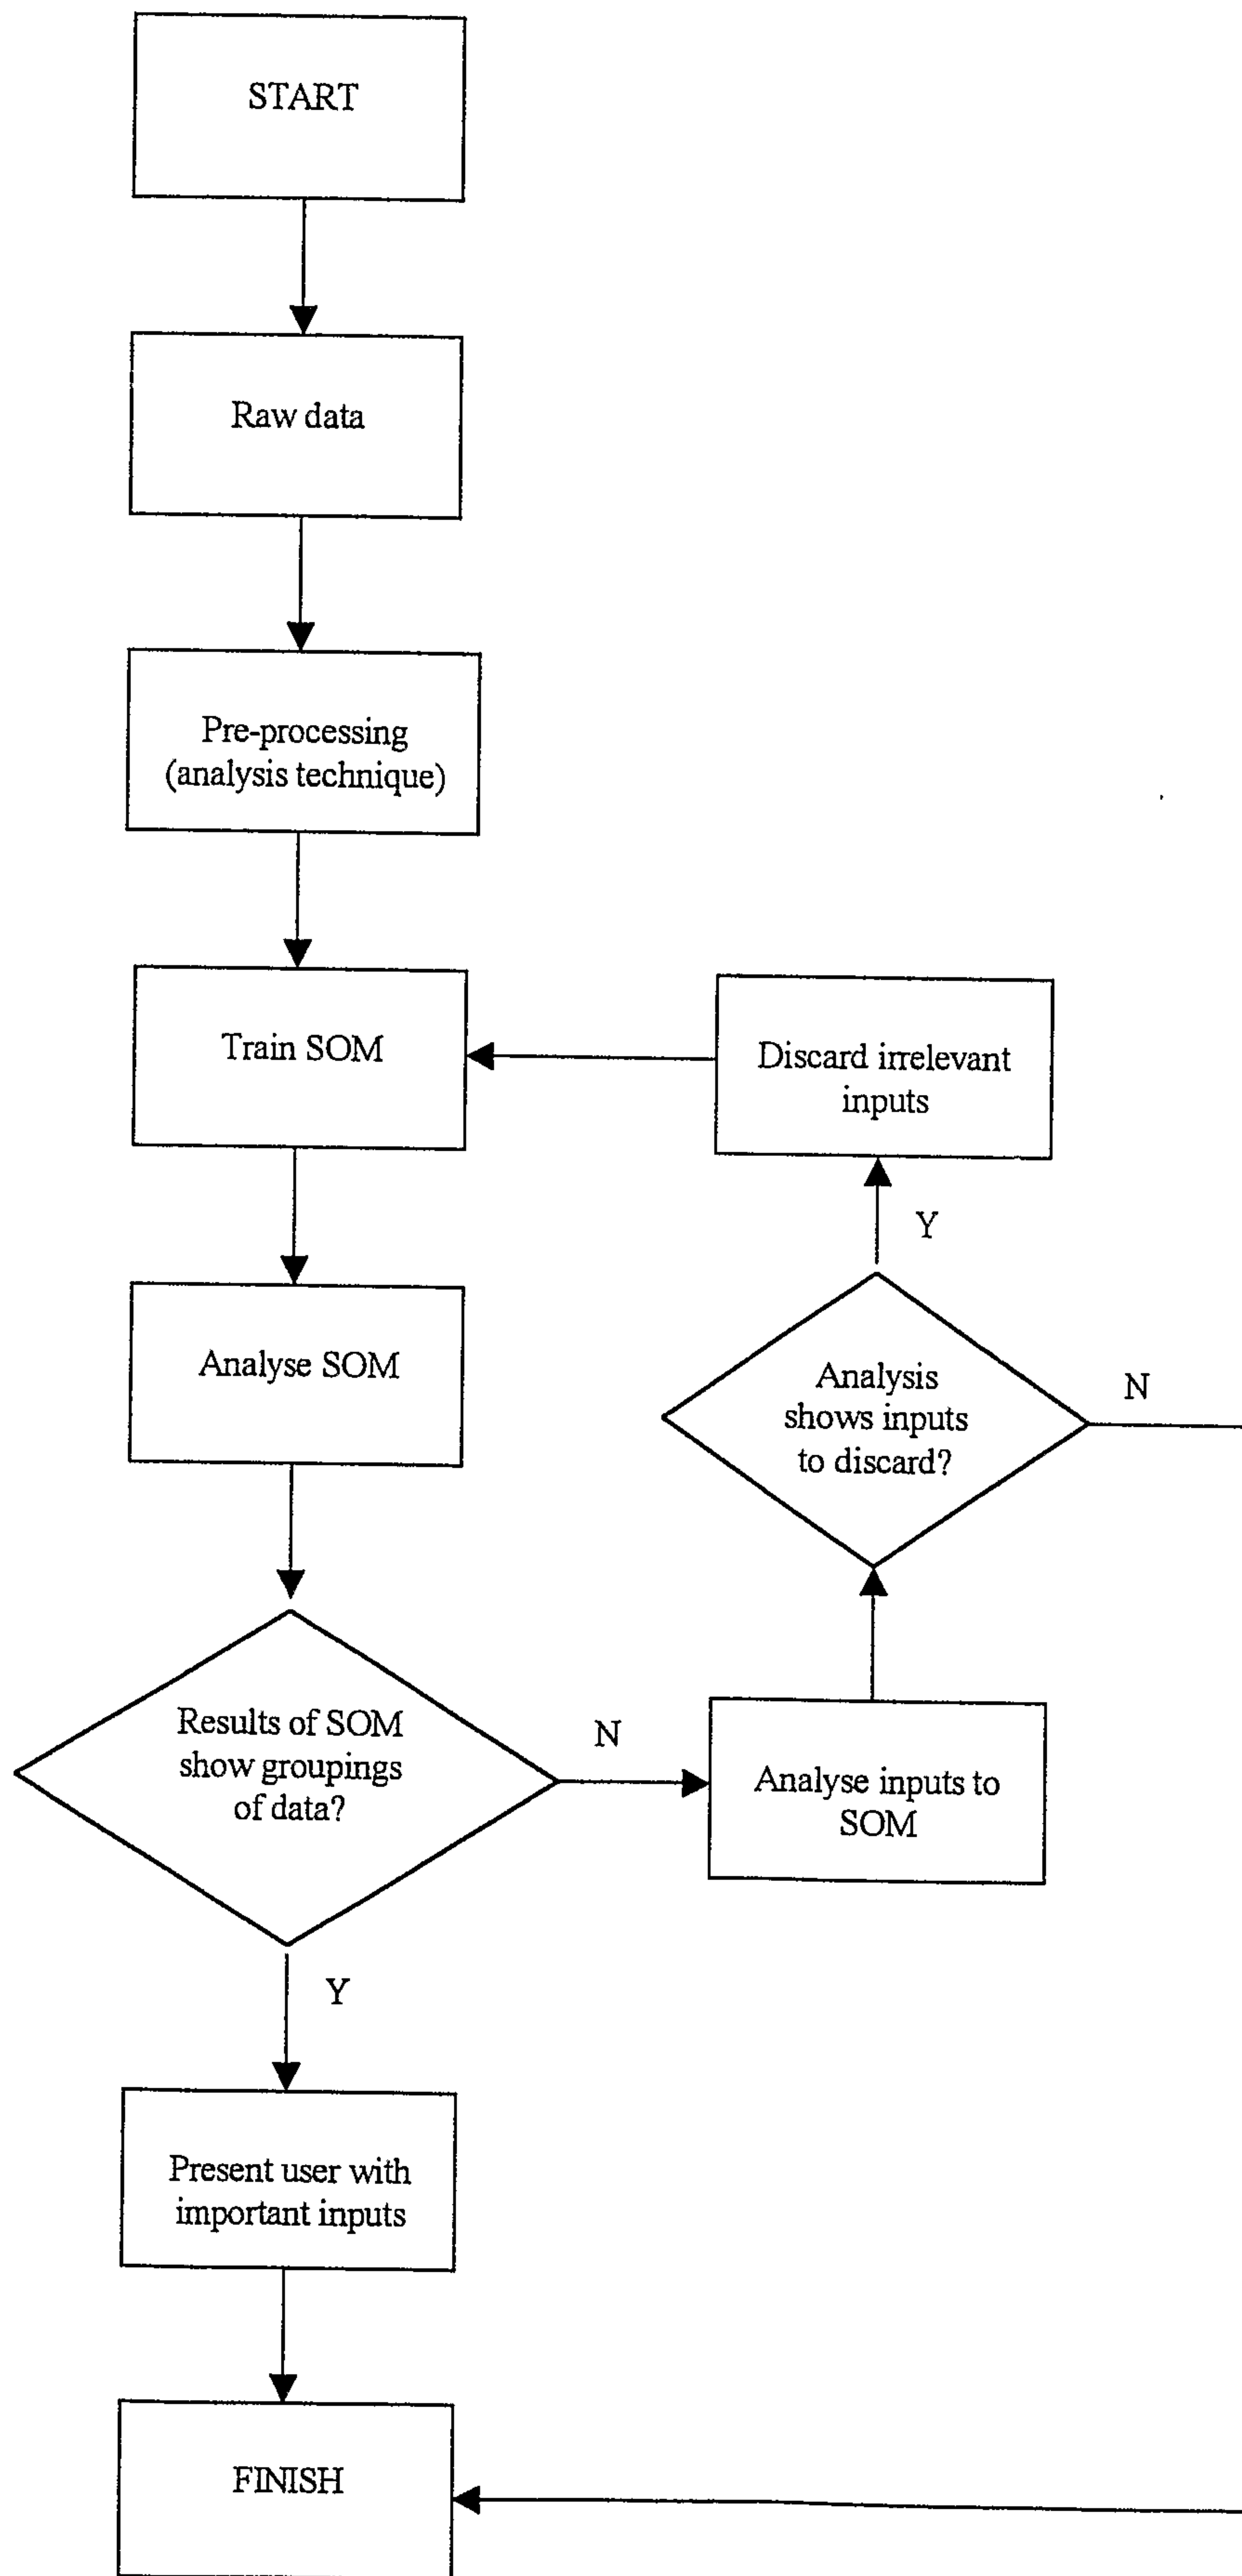 START
Raw data
Pre-processing
(analysis technique)
Train SOM
Discard irrelevant
inputs
Y
Analyse SOM
Analysis
shows inputs
to discard?
N
Results of SOM
show groupings
of data?
N
Analyse inputs to
SOM
Y
Present user with
important inputs
FINISH